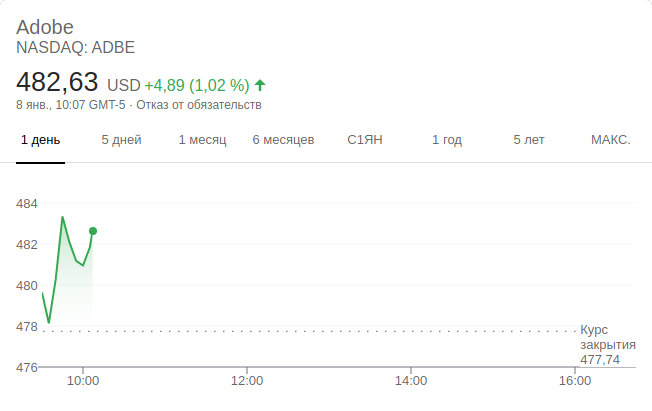 Adobe
NASDAQ: ADBE
482,63 USD +4,89 (1,02 %)
8 янв., 10:07 GMT-5 · Отказ от обязательств
1 день 5 дней 1 месяц 6 месяцев С1ЯН 1 год 5 лет МАКС.
484
482
480
478
Курс
закрытия
477,74
476
10:00 12:00 14:00 16:00